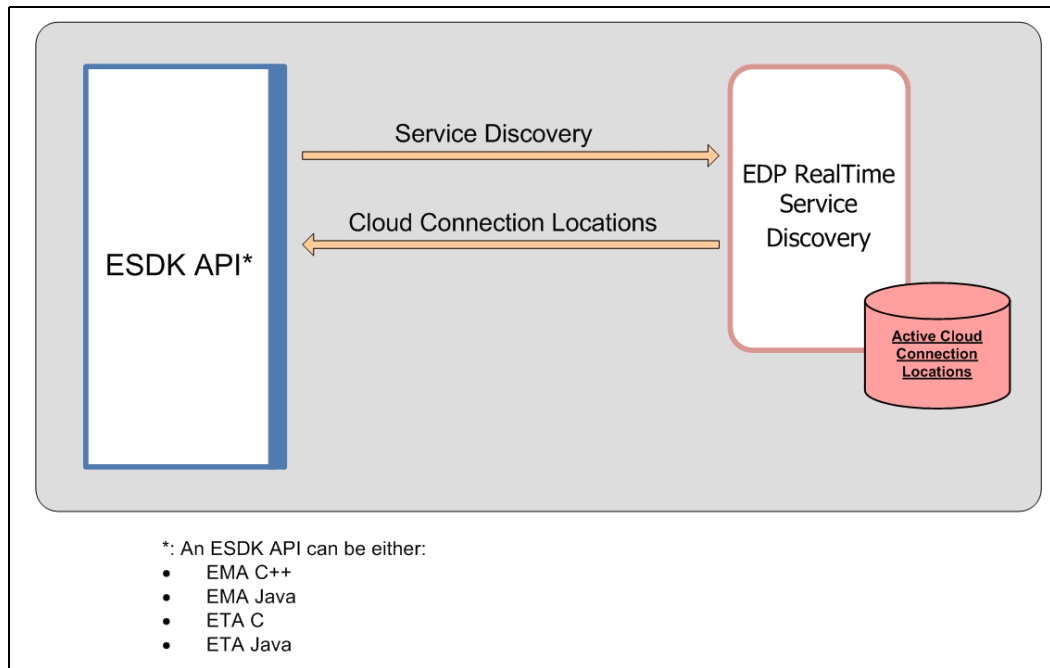 Service Discovery
Cloud Connection Locations
ESDK API*
EDP RealTime
Service
Discovery
Active Cloud
Connection
Locations
*: An ESDK API can be either:
• EMA C++
• EMA Java
• ETA C
• ETA Java